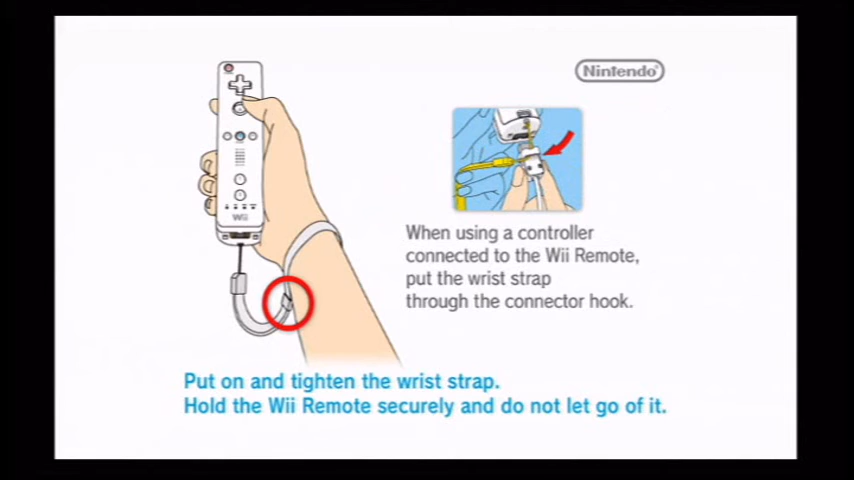 Nintendo
When using a controller
connected to the Wii Remote,
put the wrist strap
through the connector hook.
Wii
Put on and tighten the wrist strap.
Hold the Wii Remote securely and do not let go of it.